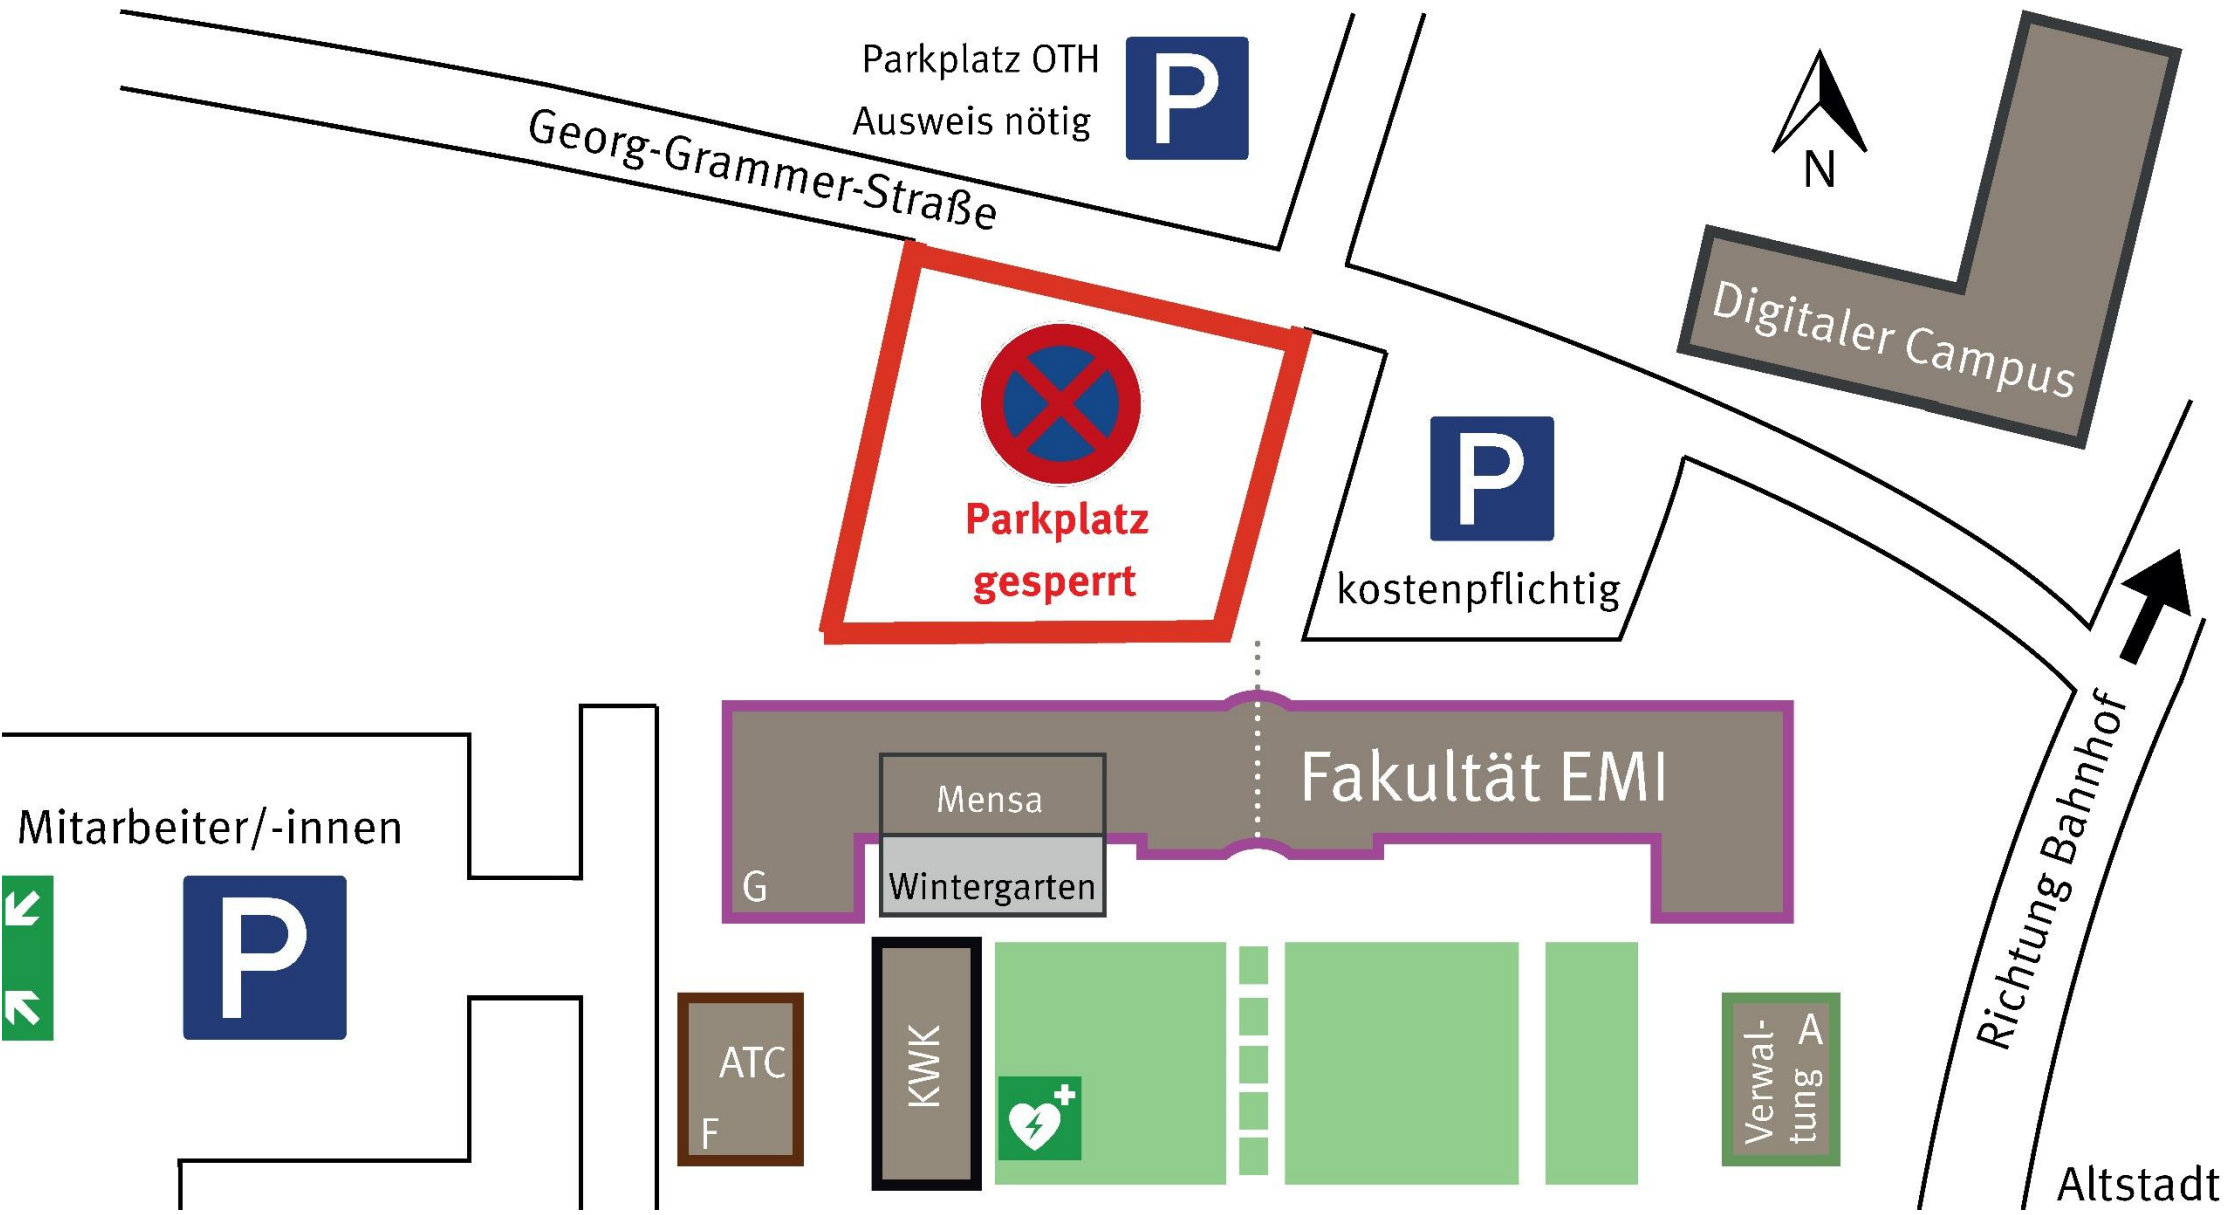 Parkplatz OTH
Ausweis nötig
P
Georg-Grammer-Straße
N
Digitaler Campus
Parkplatz
gesperrt
P
kostenpflichtig
Fakultät EMI
Mensa
Wintergarten
G
Mitarbeiter/-innen
P
ATC
F
KWK
Verwal-
tung
A
Richtung Bahnhof
Altstadt